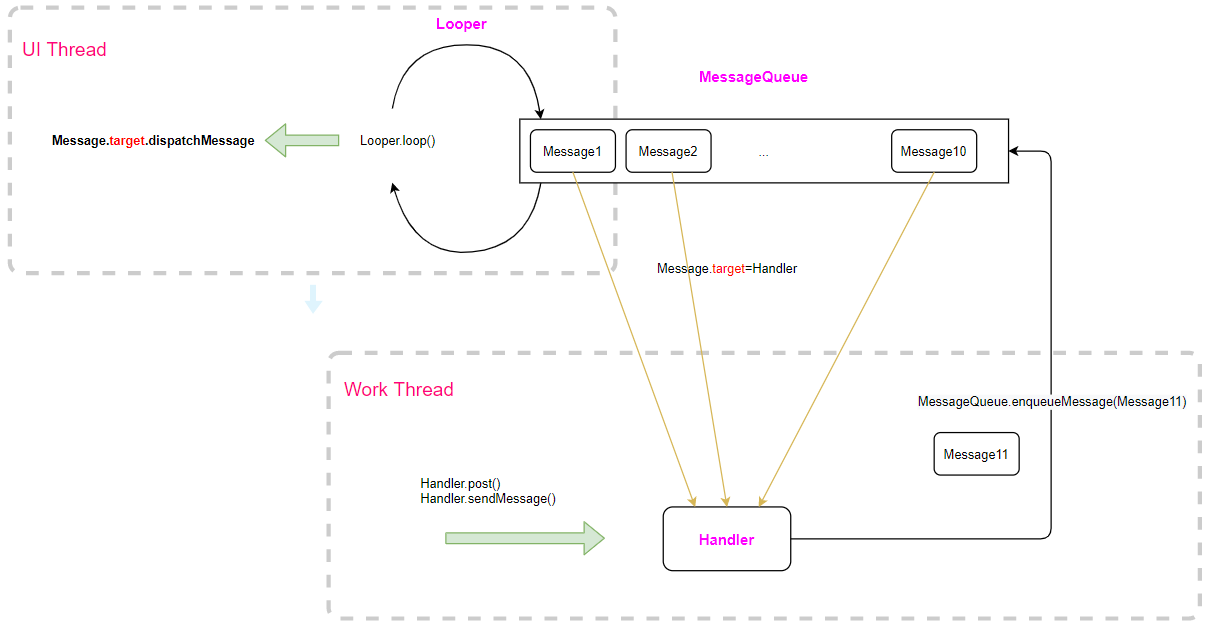 Looper
UI Thread
MessageQueue
Message.target.dispatchMessage
Looper.loop()
Message1
Message2
...
Message10
Message.target=Handler
Work Thread
MessageQueue.enqueueMessage(Message11)
Message11
Handler.post()
Handler.sendMessage()
Handler